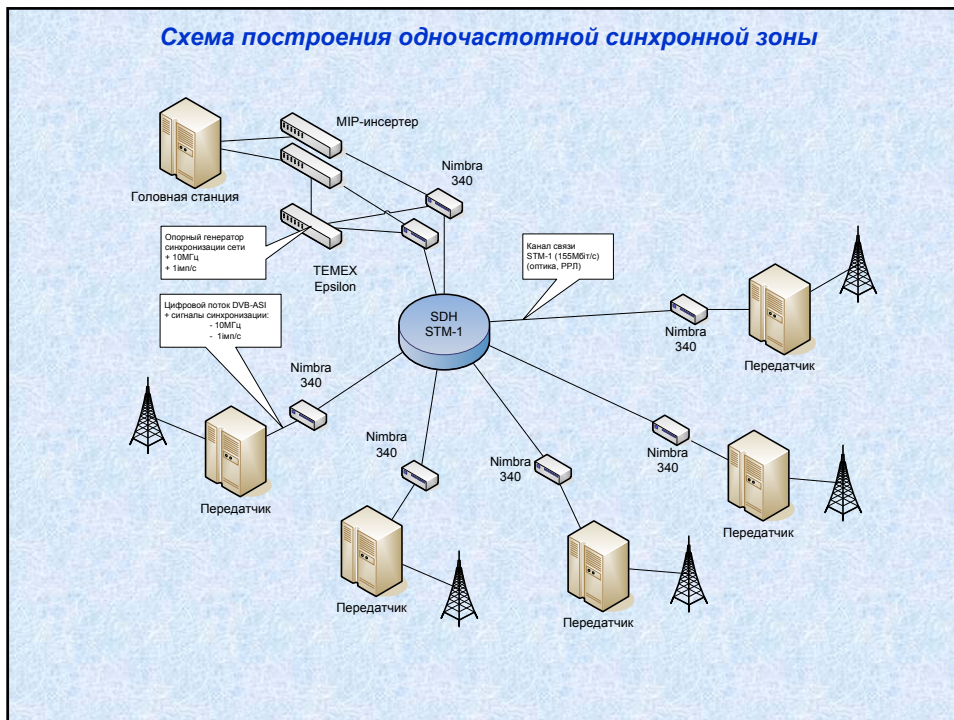 Схема построения одночастотной синхронной зоны
MIP-инсертер
Nimbra
340
Головная станция
Опорный генератор
синхронизации сети
+ 10МГц
+ 1імп/с
TEMEX
Epsilon
Канал связи
STM-1 (155Мбіт/с)
(оптика, РРЛ)
Цифровой поток DVB-ASI
+ сигналы синхронизации:
- 10МГц
- 1імп/с
SDH
STM-1
Nimbra
340
Передатчик
Nimbra
340
Передатчик
Nimbra
340
Передатчик
Nimbra
340
Передатчик
Nimbra
340
Передатчик